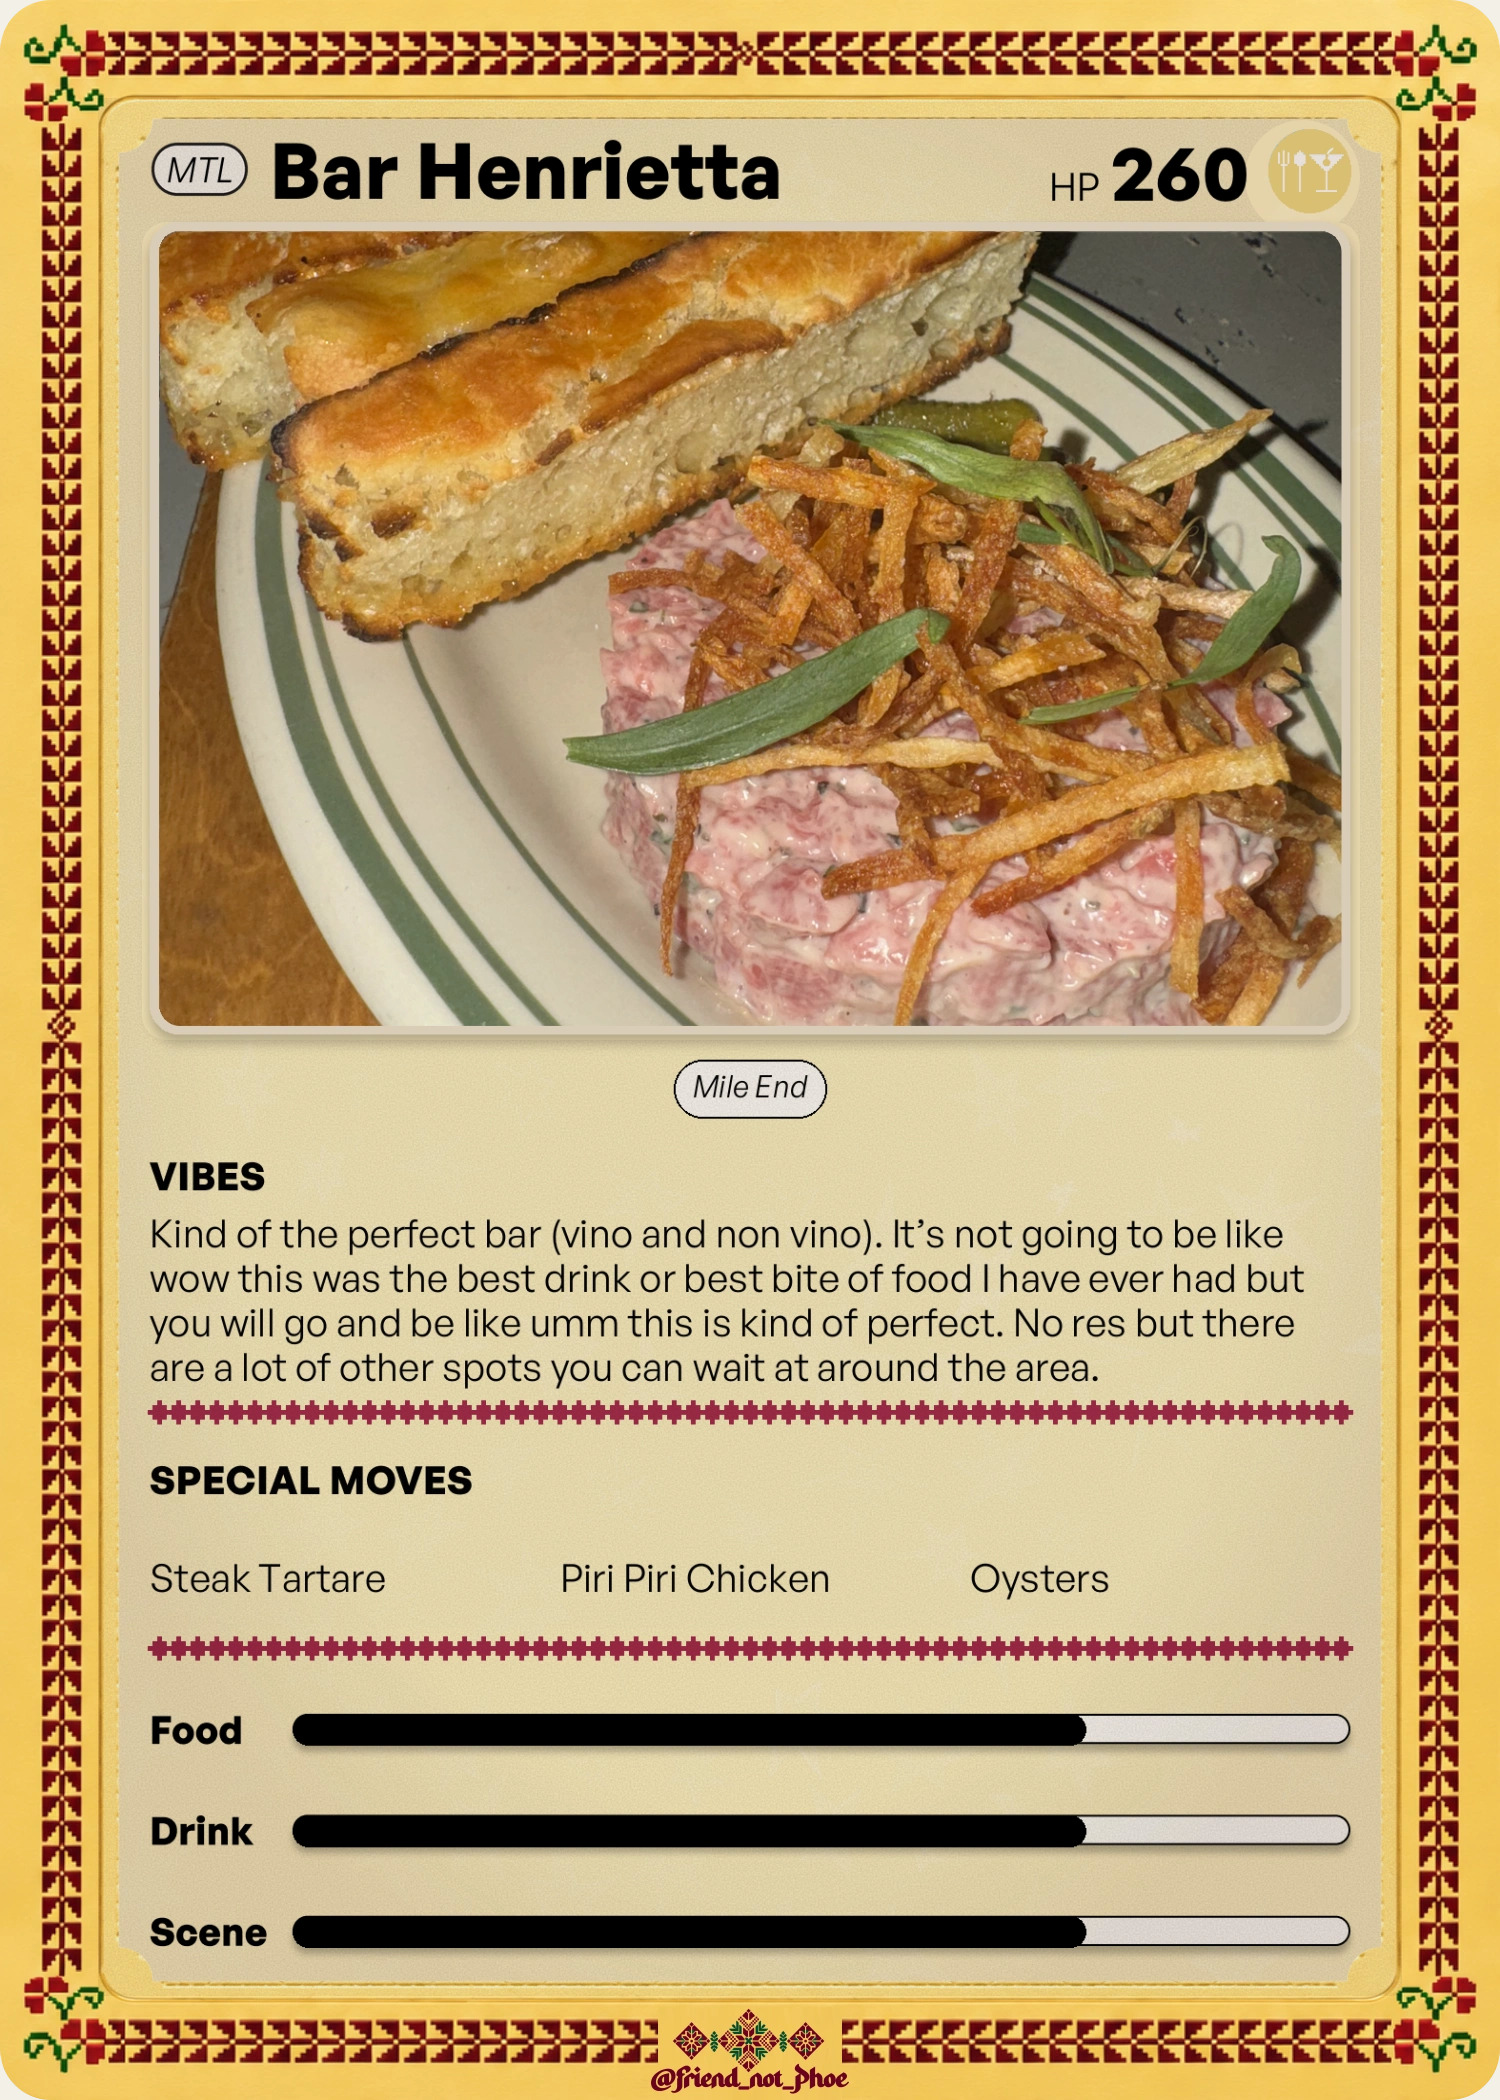 MTL Bar Henrietta HP 260
Mile End
VIBES
Kind of the perfect bar (vino and non vino). It’s not going to be like
wow this was the best drink or best bite of food I have ever had but
you will go and be like umm this is kind of perfect. No res but there
are a lot of other spots you can wait at around the area.
SPECIAL MOVES
Steak Tartare Piri Piri Chicken Oysters
Food
Drink
Scene
@friend_not_phoe